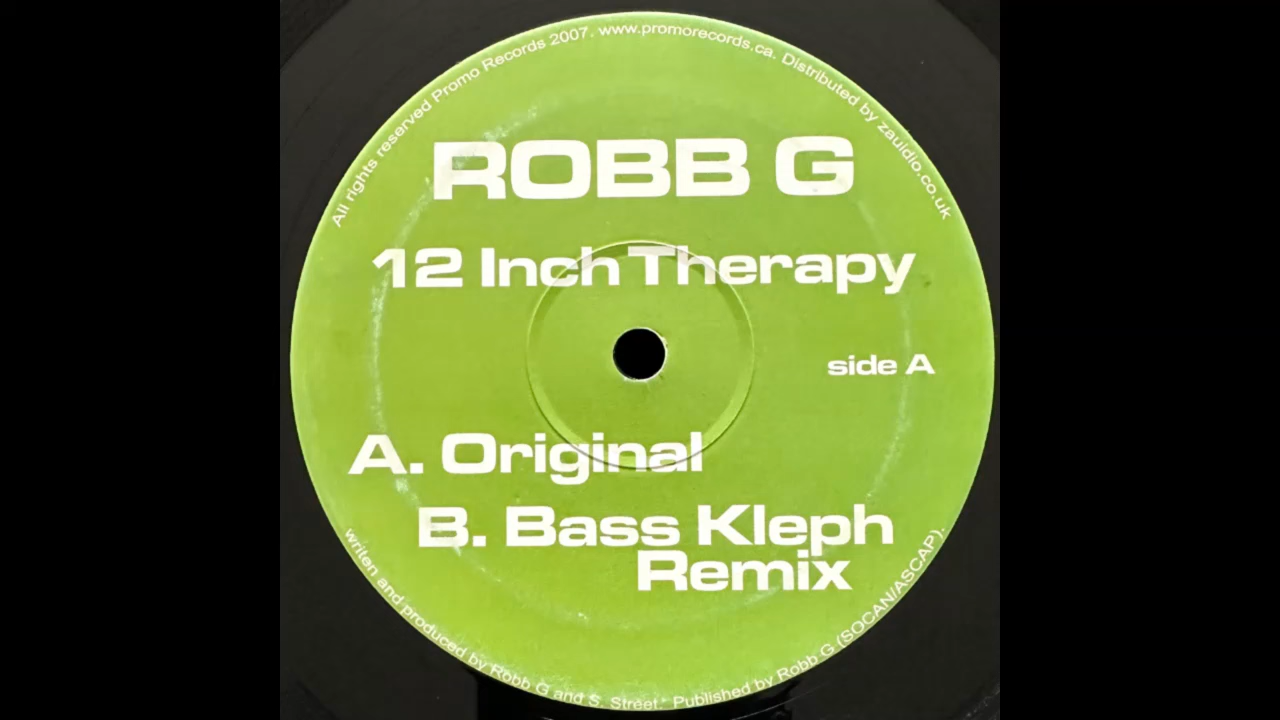 All rights reserved Promo Records 2007. www.promorecords.ca. Distributed by zauidlo.co.uk
ROBB G
12 Inch Therapy
side A
A. Original
B. Bass Kleph
Remix
writen and produced by Robb G and S. Street. Published by Robb G (SOCAN/ASCAP).